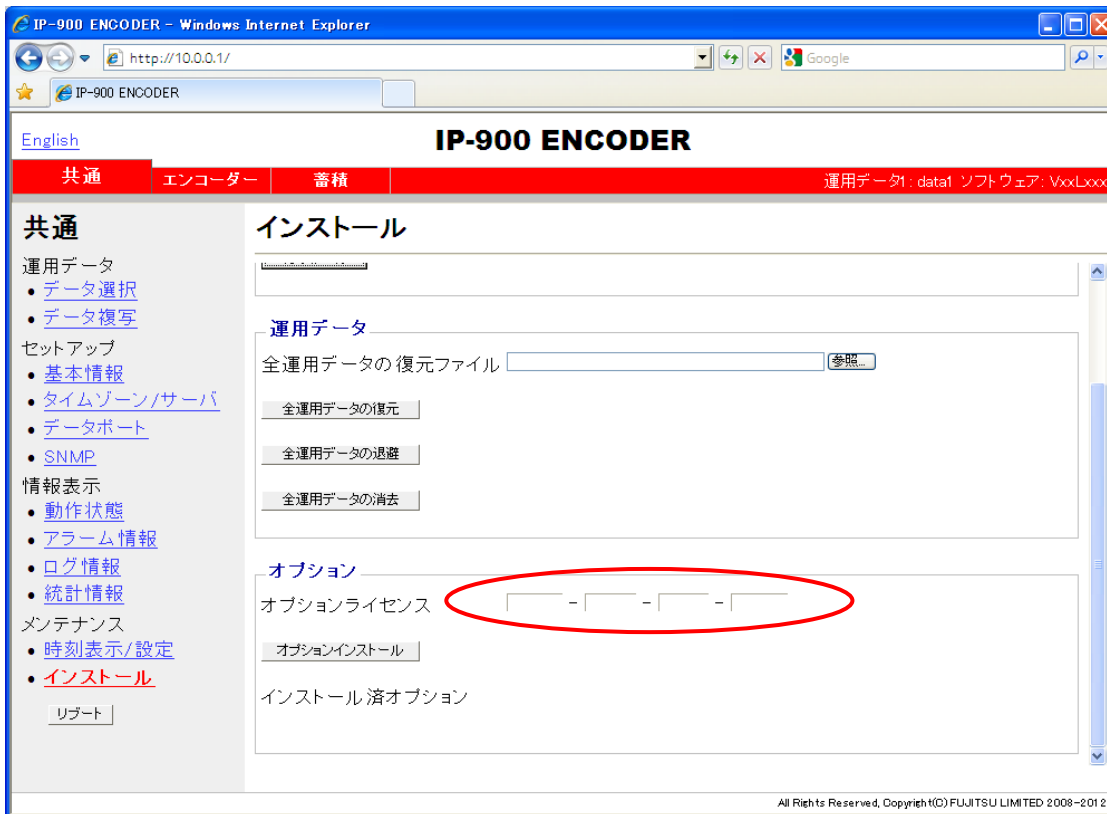 IP-900 ENCODER - Windows Internet Explorer
http://10.0.0.1/
Google
IP-900 ENCODER
English
IP-900 ENCODER
共通 エンコーダー 蓄積 運用データ1: data1 ソフトウェア: VxxLxxx
共通
運用データ
データ選択
データ複写
セットアップ
基本情報
タイムゾーン/サーバ
データポート
SNMP
情報表示
動作状態
アラーム情報
ログ情報
統計情報
メンテナンス
時刻表示/設定
インストール
リブート
インストール
運用データ
全運用データの復元ファイル 参照...
全運用データの復元
全運用データの退避
全運用データの消去
オプション
オプションライセンス - - -
オプションインストール
インストール済オプション
All Rights Reserved, Copyright(C) FUJITSU LIMITED 2008-2012